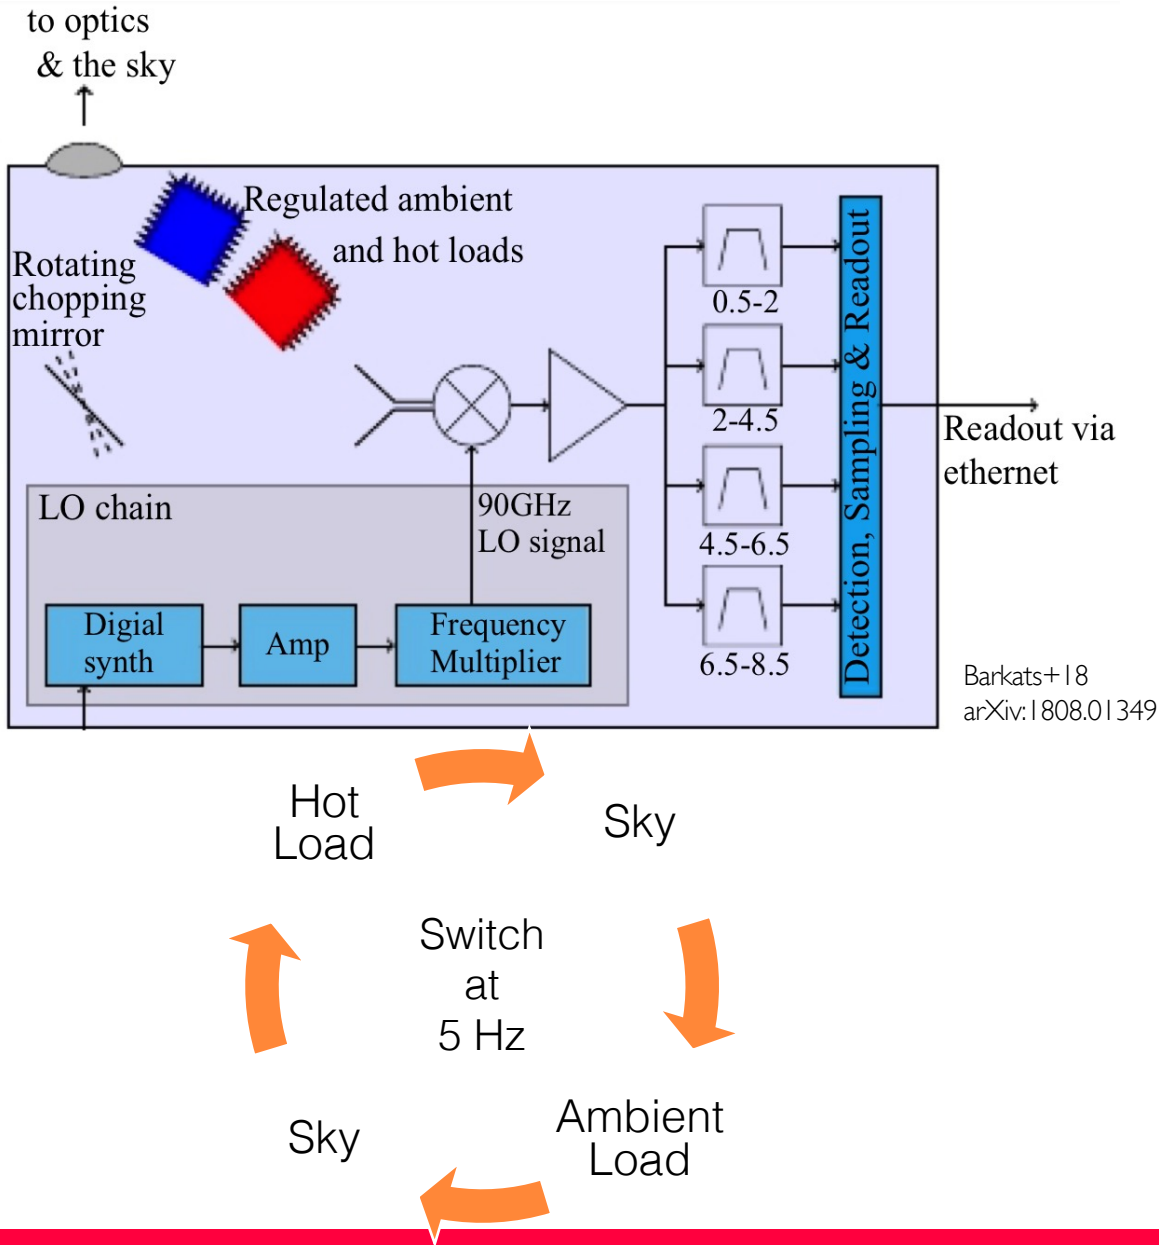 to optics
& the sky
Regulated ambient
and hot loads
Rotating
chopping
mirror
0.5-2
2-4.5
4.5-6.5
6.5-8.5
Detection, Sampling & Readout
Readout via
ethernet
LO chain
90GHz
LO signal
Digial
synth
Amp
Frequency
Multiplier
Barkats+18
arXiv:1808.01349
Hot
Load
Sky
Switch
at
5 Hz
Sky
Ambient
Load